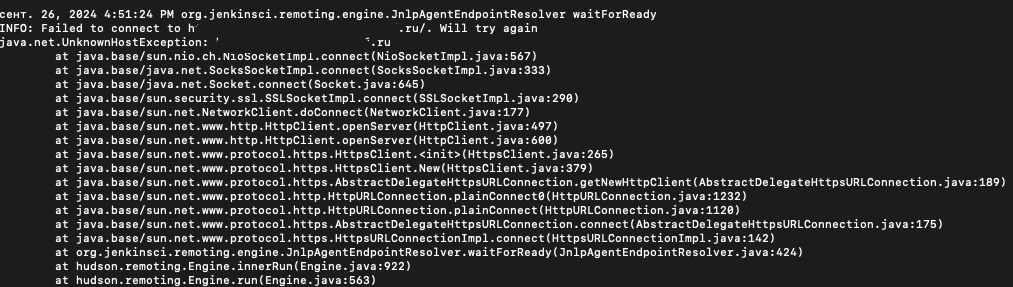 сент. 26, 2024 4:51:24 PM org.jenkinsci.remoting.engine.JnlpAgentEndpointResolver waitForReady
INFO: Failed to connect to h .ru/. Will try again
java.net.UnknownHostException: .ru
at java.base/sun.nio.ch.NioSocketImpl.connect(NioSocketImpl.java:567)
at java.base/java.net.SocksSocketImpl.connect(SocksSocketImpl.java:333)
at java.base/java.net.Socket.connect(Socket.java:645)
at java.base/sun.security.ssl.SSLSocketImpl.connect(SSLSocketImpl.java:290)
at java.base/sun.net.NetworkClient.doConnect(NetworkClient.java:177)
at java.base/sun.net.www.http.HttpClient.openServer(HttpClient.java:497)
at java.base/sun.net.www.http.HttpClient.openServer(HttpClient.java:600)
at java.base/sun.net.www.protocol.https.HttpsClient.<init>(HttpsClient.java:265)
at java.base/sun.net.www.protocol.https.HttpsClient.New(HttpsClient.java:379)
at java.base/sun.net.www.protocol.https.AbstractDelegateHttpsURLConnection.getNewHttpClient(AbstractDelegateHttpsURLConnection.java:189)
at java.base/sun.net.www.protocol.http.HttpURLConnection.plainConnect0(HttpURLConnection.java:1232)
at java.base/sun.net.www.protocol.http.HttpURLConnection.plainConnect(HttpURLConnection.java:1120)
at java.base/sun.net.www.protocol.https.AbstractDelegateHttpsURLConnection.connect(AbstractDelegateHttpsURLConnection.java:175)
at java.base/sun.net.www.protocol.https.HttpsURLConnectionImpl.connect(HttpsURLConnectionImpl.java:142)
at org.jenkinsci.remoting.engine.JnlpAgentEndpointResolver.waitForReady(JnlpAgentEndpointResolver.java:424)
at hudson.remoting.Engine.innerRun(Engine.java:922)
at hudson.remoting.Engine.run(Engine.java:563)